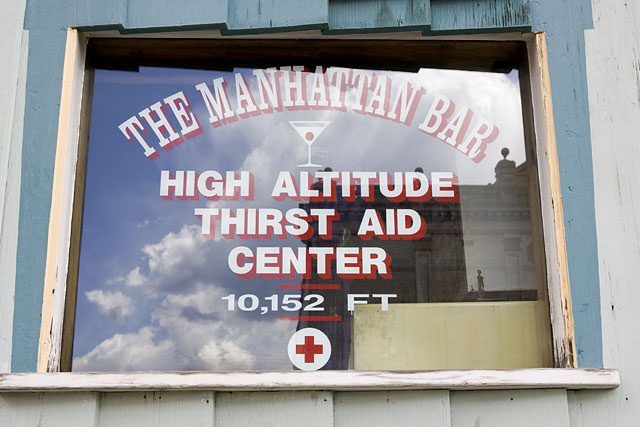 THE MANHATTAN BAR
HIGH ALTITUDE
THIRST AID
CENTER
10,152 FT